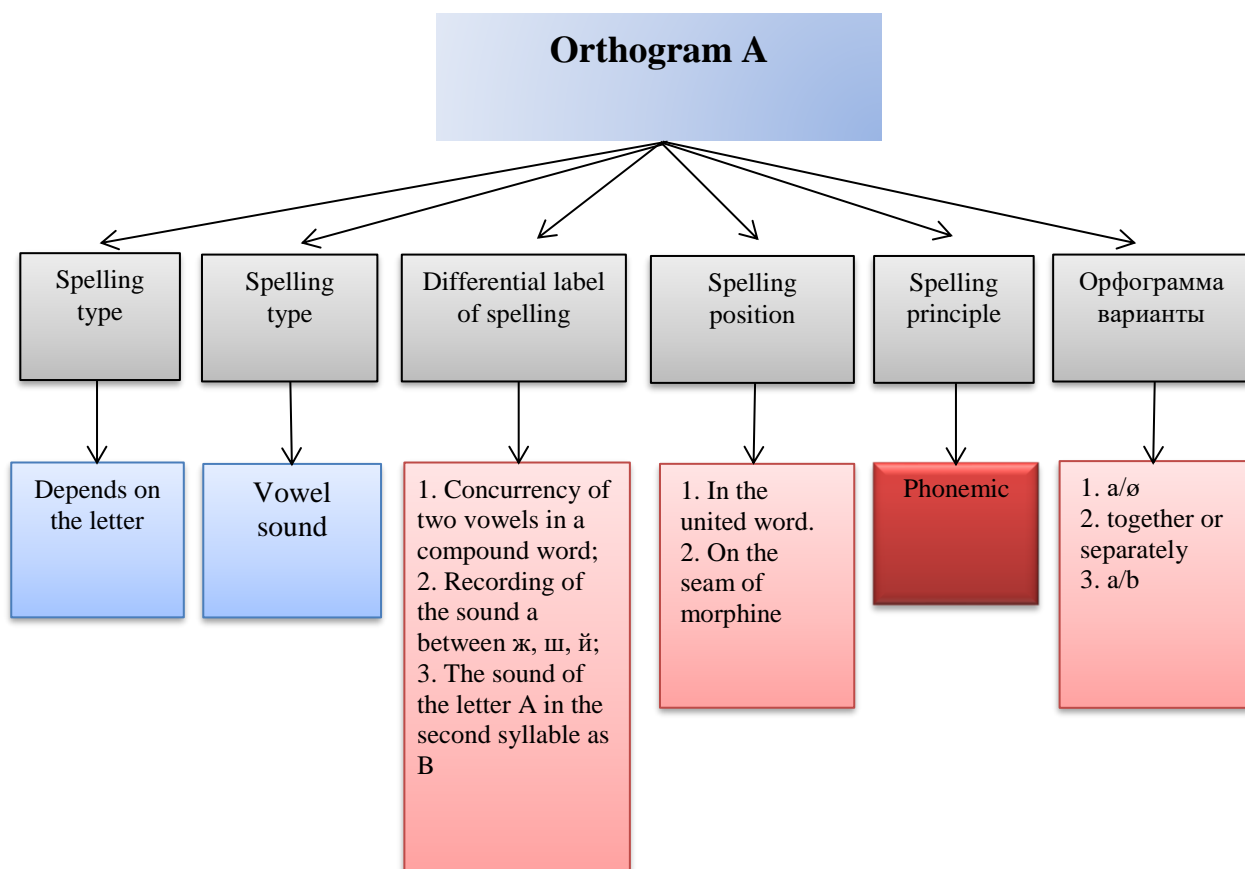 Orthogram A
Spelling
type
Spelling
type
Differential label
of spelling
Spelling
position
Spelling
principle
Орфограмма
варианты
Depends on
the letter
Vowel
sound
1. Concurrency of
two vowels in a
compound word;
2. Recording of
the sound a
between ж, ш, й;
3. The sound of
the letter A in the
second syllable as
B
1. In the
united word.
2. On the
seam of
morphine
Phonemic
1. a/ø
2. together or
separately
3. a/b